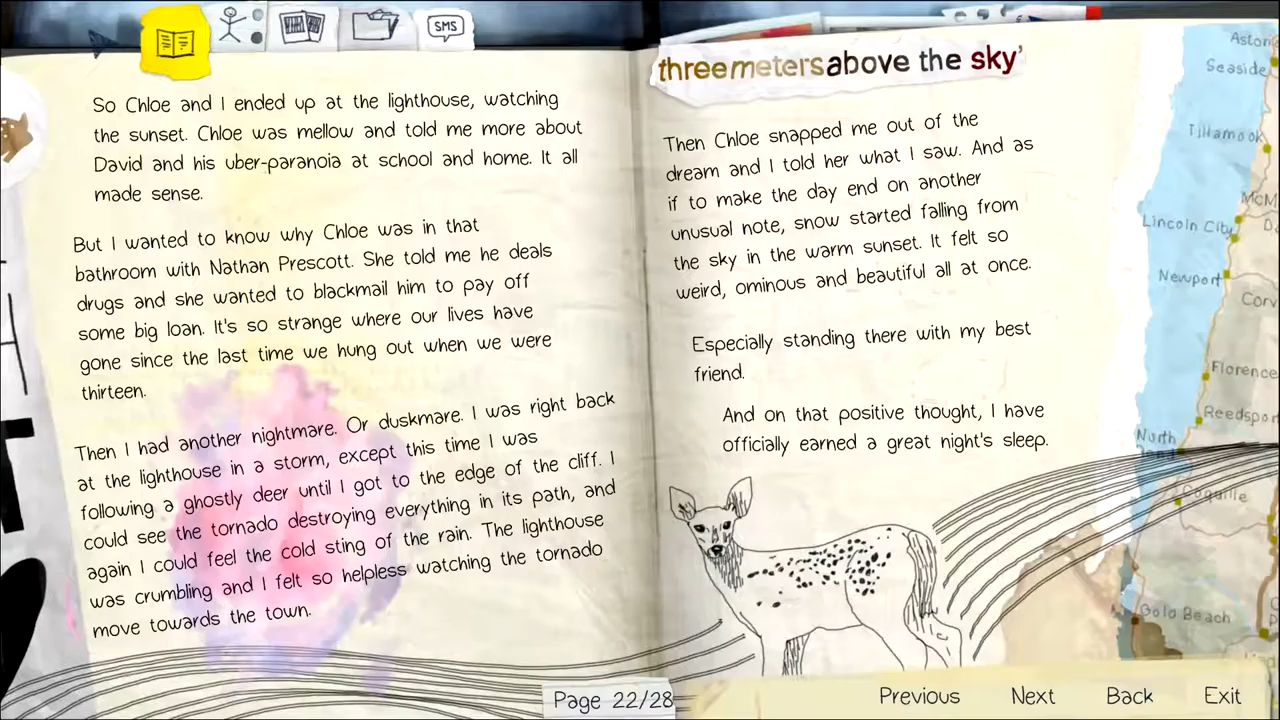 SMS
So Chloe and I ended up at the lighthouse, watching
the sunset. Chloe was mellow and told me more about
David and his uber-paranoia at school and home. It all
made sense.
But I wanted to know why Chloe was in that
bathroom with Nathan Prescott. She told me he deals
drugs and she wanted to blackmail him to pay off
some big loan. It's so strange where our lives have
gone since the last time we hung out when we were
thirteen.
Then I had another nightmare. Or duskmare. I was right back
at the lighthouse in a storm, except this time I was
following a ghostly deer until I got to the edge of the cliff. I
could see the tornado destroying everything in its path, and
again I could feel the cold sting of the rain. The lighthouse
was crumbling and I felt so helpless watching the tornado
move towards the town.
threemetersabove the sky'
Then Chloe snapped me out of the
dream and I told her what I saw. And as
if to make the day end on another
unusual note, snow started falling from
the sky in the warm sunset. It felt so
weird, ominous and beautiful all at once.
Especially standing there with my best
friend.
And on that positive thought, I have
officially earned a great night's sleep.
Seaside
Tillamook
Lincoln City
Newport
Florence
North
Coquille
Gold Beach
Page 22/28
Previous Next Back Exit